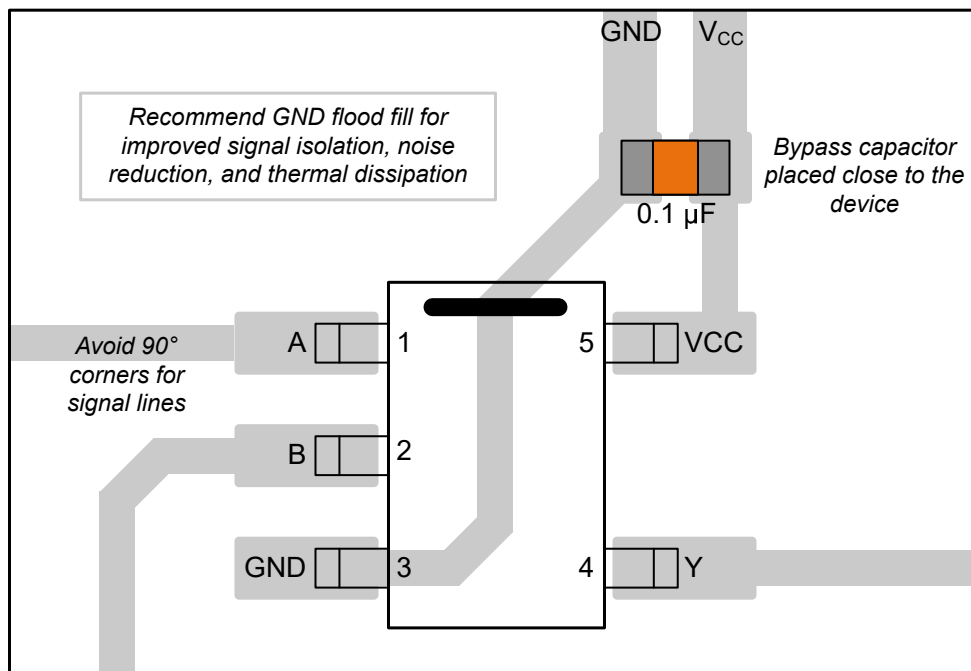 GND V_CC
Recommend GND flood fill for
improved signal isolation, noise
reduction, and thermal dissipation
Bypass capacitor
placed close to the
device
0.1 µF
A 1 5 VCC
Avoid 90°
corners for
signal lines
B 2
GND 3 4 Y